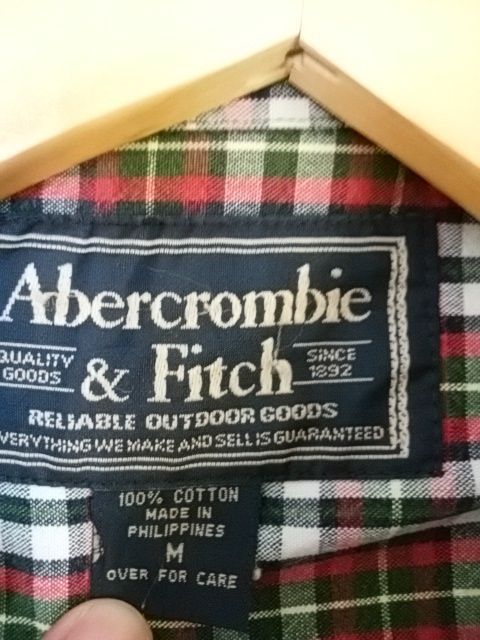 Abercrombie
QUALITY GOODS & Fitch SINCE 1892
RELIABLE OUTDOOR GOODS
EVERYTHING WE MAKE AND SELL IS GUARANTEED
100% COTTON
MADE IN
PHILIPPINES
M
OVER FOR CARE